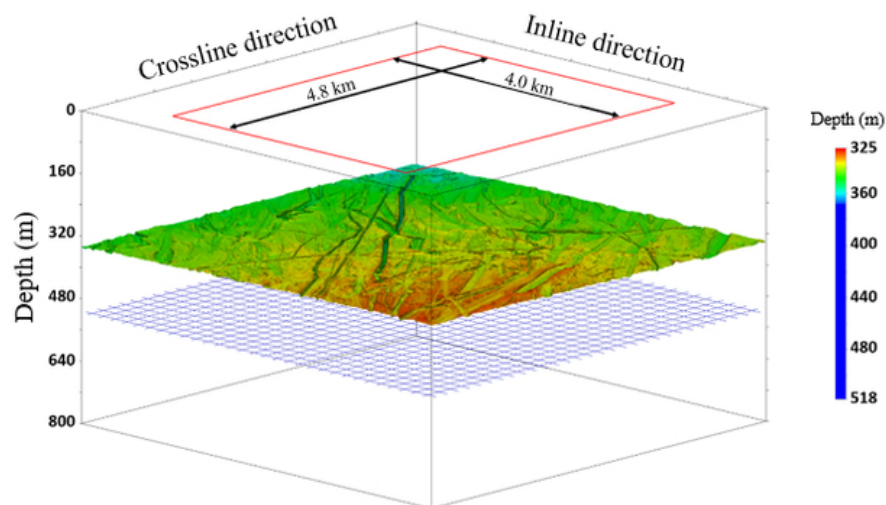 Crossline direction
Inline direction
4.8 km
4.0 km
Depth (m)
0
160
320
480
640
800
Depth (m)
325
360
400
440
480
518